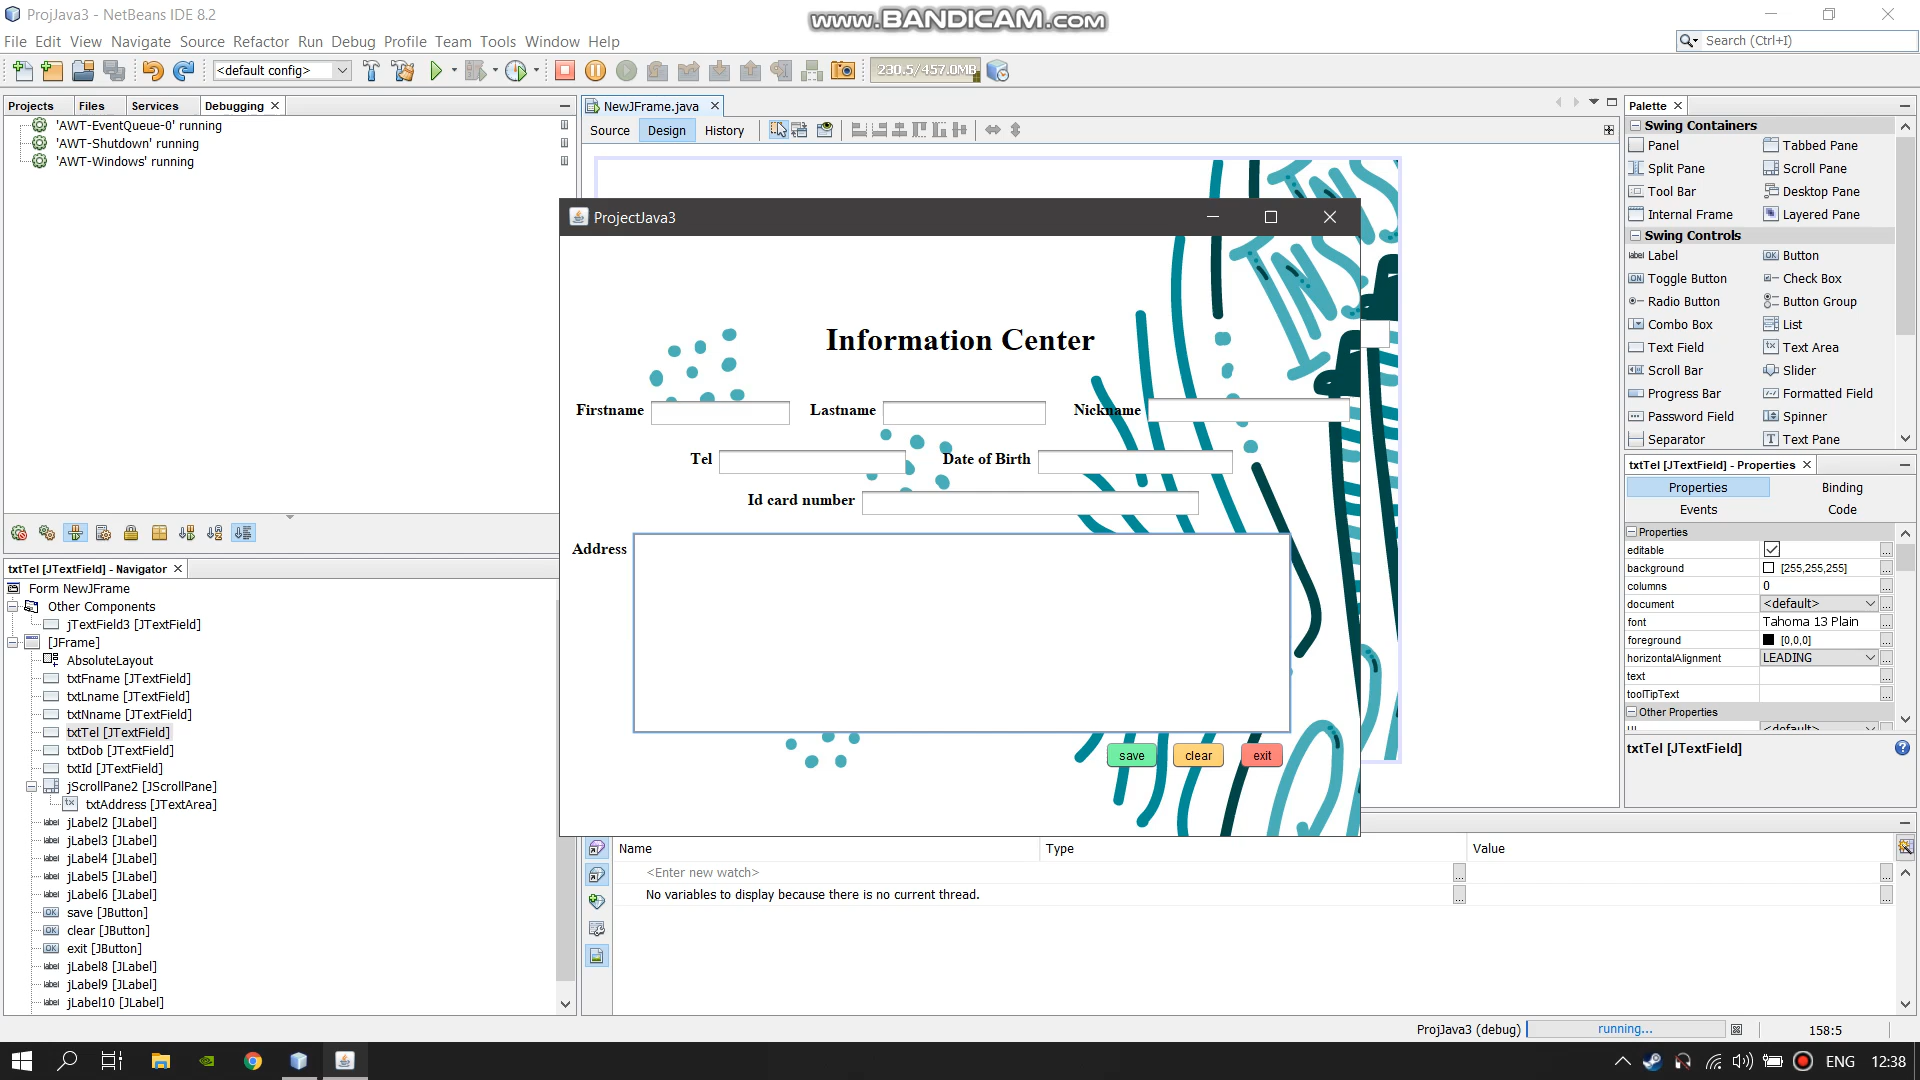 ProjJava3 - NetBeans IDE 8.2
www.BANDICAM.com
File Edit View Navigate Source Refactor Run Debug Profile Team Tools Window Help
Search (Ctrl+I)
<default config>
230.5/457.0MB
Projects Files Services Debugging
'AWT-EventQueue-0' running
'AWT-Shutdown' running
'AWT-Windows' running
NewJFrame.java
Source Design History
ProjectJava3
Information Center
Firstname Lastname Nickname
Tel Date of Birth
Id card number
Address
save clear exit
Palette
Swing Containers
Panel Tabbed Pane
Split Pane Scroll Pane
Tool Bar Desktop Pane
Internal Frame Layered Pane
Swing Controls
Label Button
Toggle Button Check Box
Radio Button Button Group
Combo Box List
Text Field Text Area
Scroll Bar Slider
Progress Bar Formatted Field
Password Field Spinner
Separator Text Pane
txtTel [JTextField] - Properties
Properties Binding
Events Code
Properties
editable
background [255,255,255]
columns 0
document <default>
font Tahoma 13 Plain
foreground [0,0,0]
horizontalAlignment LEADING
text
toolTipText
Other Properties
<default>
txtTel [JTextField]
txtTel [JTextField] - Navigator
Form NewJFrame
Other Components
jTextField3 [JTextField]
[JFrame]
AbsoluteLayout
txtFname [JTextField]
txtLname [JTextField]
txtNname [JTextField]
txtTel [JTextField]
txtDob [JTextField]
txtId [JTextField]
jScrollPane2 [JScrollPane]
txtAddress [JTextArea]
jLabel2 [JLabel]
jLabel3 [JLabel]
jLabel4 [JLabel]
jLabel5 [JLabel]
jLabel6 [JLabel]
save [JButton]
clear [JButton]
exit [JButton]
jLabel8 [JLabel]
jLabel9 [JLabel]
jLabel10 [JLabel]
Name Type Value
<Enter new watch>
No variables to display because there is no current thread.
ProjJava3 (debug) running... 158:5
ENG 12:38